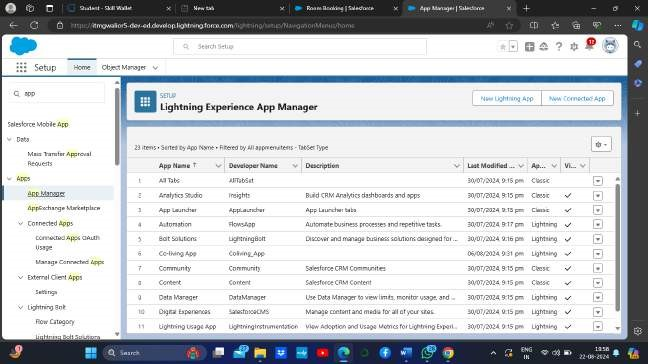 Student - Skill Wallet
New tab
Room Booking | Salesforce
App Manager | Salesforce
https://itmgwalior5-dev-ed.develop.lightning.force.com/lightning/setup/NavigationMenus/home
Search Setup
Setup
Home
Object Manager
app
SETUP
Lightning Experience App Manager
New Lightning App
New Connected App
Salesforce Mobile App
Data
Mass Transfer Approval
Requests
Apps
App Manager
AppExchange Marketplace
Connected Apps
Connected Apps OAuth
Usage
Manage Connected Apps
External Client Apps
Settings
Lightning Bolt
Flow Category
Lightning Bolt Solutions
23 items • Sorted by App Name • Filtered by All appmenuitems - TabSet Type
App Name ↑ Developer Name Description Last Modified ... Ap... Vi...
1 All Tabs AllTabSet 30/07/2024, 9:15 pm Classic
2 Analytics Studio Insights Build CRM Analytics dashboards and apps 30/07/2024, 9:15 pm Classic
3 App Launcher AppLauncher App Launcher tabs 30/07/2024, 9:15 pm Classic
4 Automation FlowsApp Automate business processes and repetitive tasks. 30/07/2024, 9:17 pm Lightning
5 Bolt Solutions LightningBolt Discover and manage business solutions designed for ... 30/07/2024, 9:16 pm Lightning
6 Co-living App Coliving_App 06/08/2024, 9:31 pm Lightning
7 Community Community Salesforce CRM Communities 30/07/2024, 9:15 pm Classic
8 Content Content Salesforce CRM Content 30/07/2024, 9:15 pm Classic
9 Data Manager DataManager Use Data Manager to view limits, monitor usage, and ... 30/07/2024, 9:15 pm Lightning
10 Digital Experiences SalesforceCMS Manage content and media for all of your sites. 30/07/2024, 9:15 pm Lightning
11 Lightning Usage App LightningInstrumentation View Adoption and Usage Metrics for Lightning Experi... 30/07/2024, 9:15 pm Lightning
Search
ENG
IN
19:58
22-08-2024